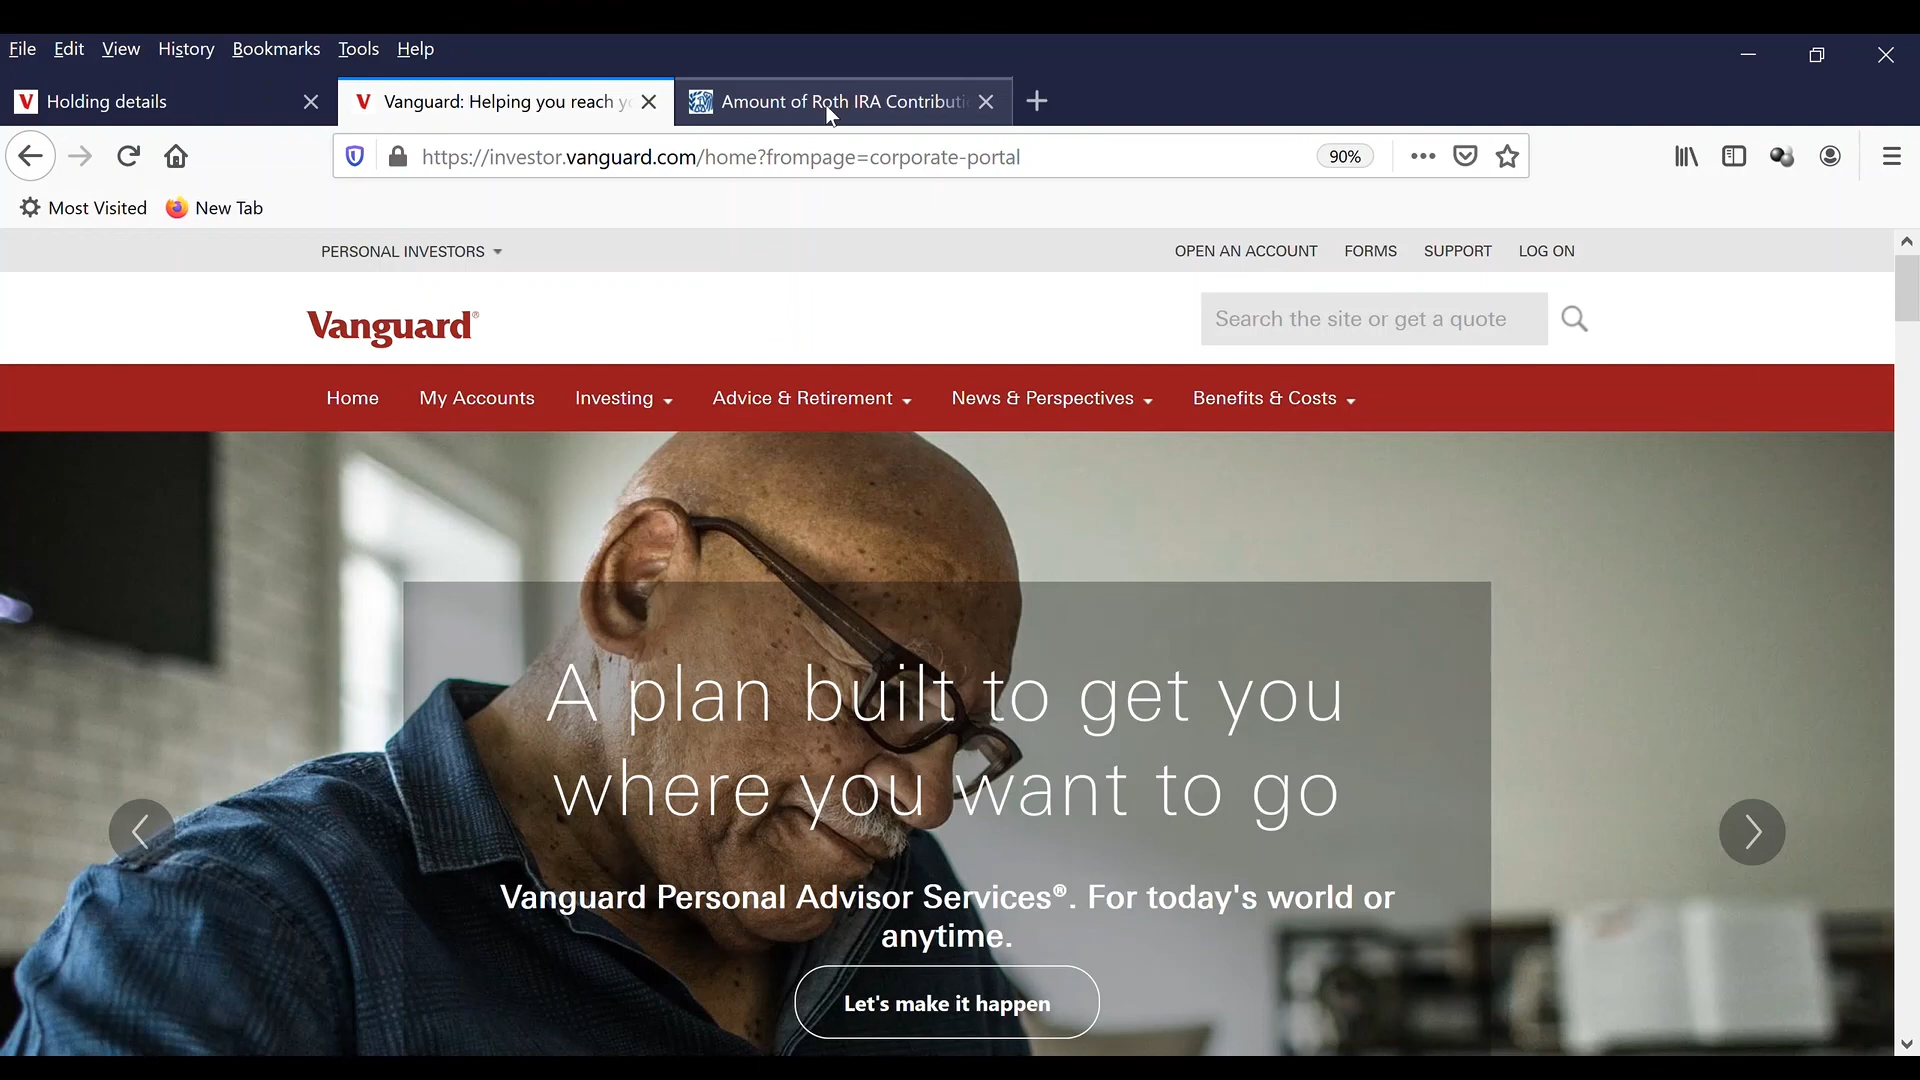 File Edit View History Bookmarks Tools Help
Holding details
Vanguard: Helping you reach yo
Amount of Roth IRA Contributi
https://investor.vanguard.com/home?frompage=corporate-portal
90%
Most Visited New Tab
PERSONAL INVESTORS
OPEN AN ACCOUNT FORMS SUPPORT LOG ON
Vanguard®
Search the site or get a quote
Home My Accounts Investing Advice & Retirement News & Perspectives Benefits & Costs
A plan built to get you
where you want to go
Vanguard Personal Advisor Services®. For today's world or
anytime.
Let's make it happen